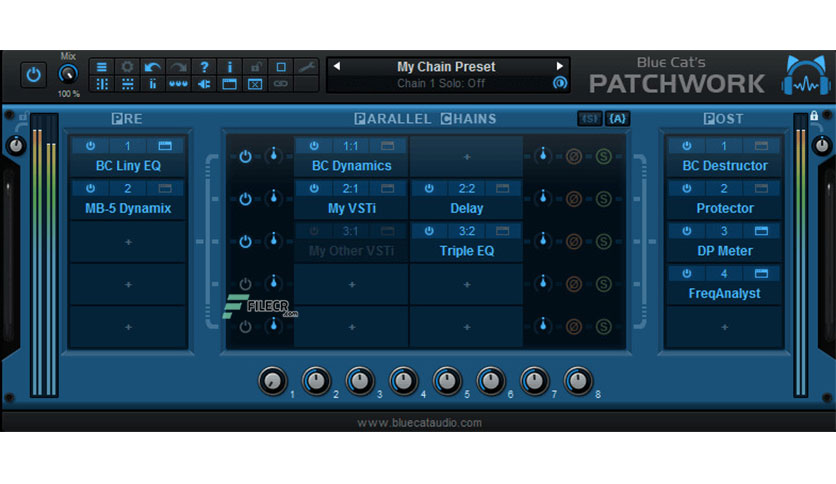 Mix
100 %
? i
My Chain Preset
Chain 1 Solo: Off
Blue Cat's
PATCHWORK
PRE
PARALLEL CHAINS
{S} {A}
POST
1
BC Liny EQ
2
MB-5 Dynamix
+
+
+
1:1
BC Dynamics
+
2:1
My VSTi
2:2
Delay
3:1
My Other VSTi
3:2
Triple EQ
+ +
+ +
Ø S
Ø S
Ø S
Ø S
Ø S
FILECR
.com
1
BC Destructor
2
Protector
3
DP Meter
4
FreqAnalyst
+
1 2 3 4 5 6 7 8
www.bluecataudio.com